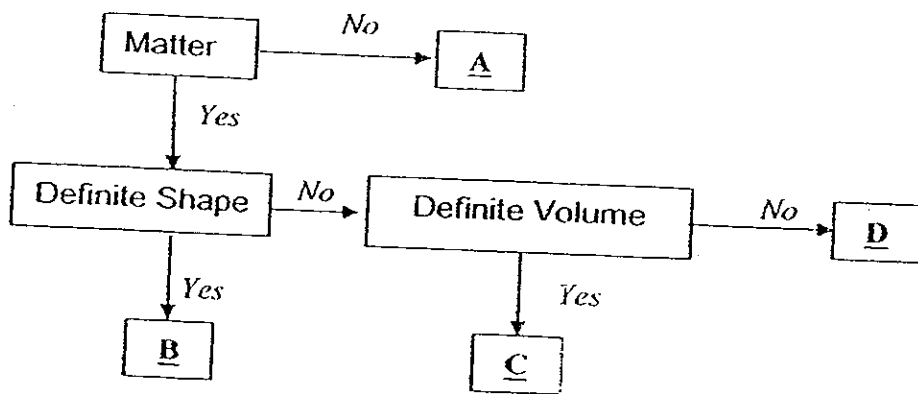 No
Matter
A
Yes
Definite Shape
No
Definite Volume
No
D
Yes
Yes
B
C